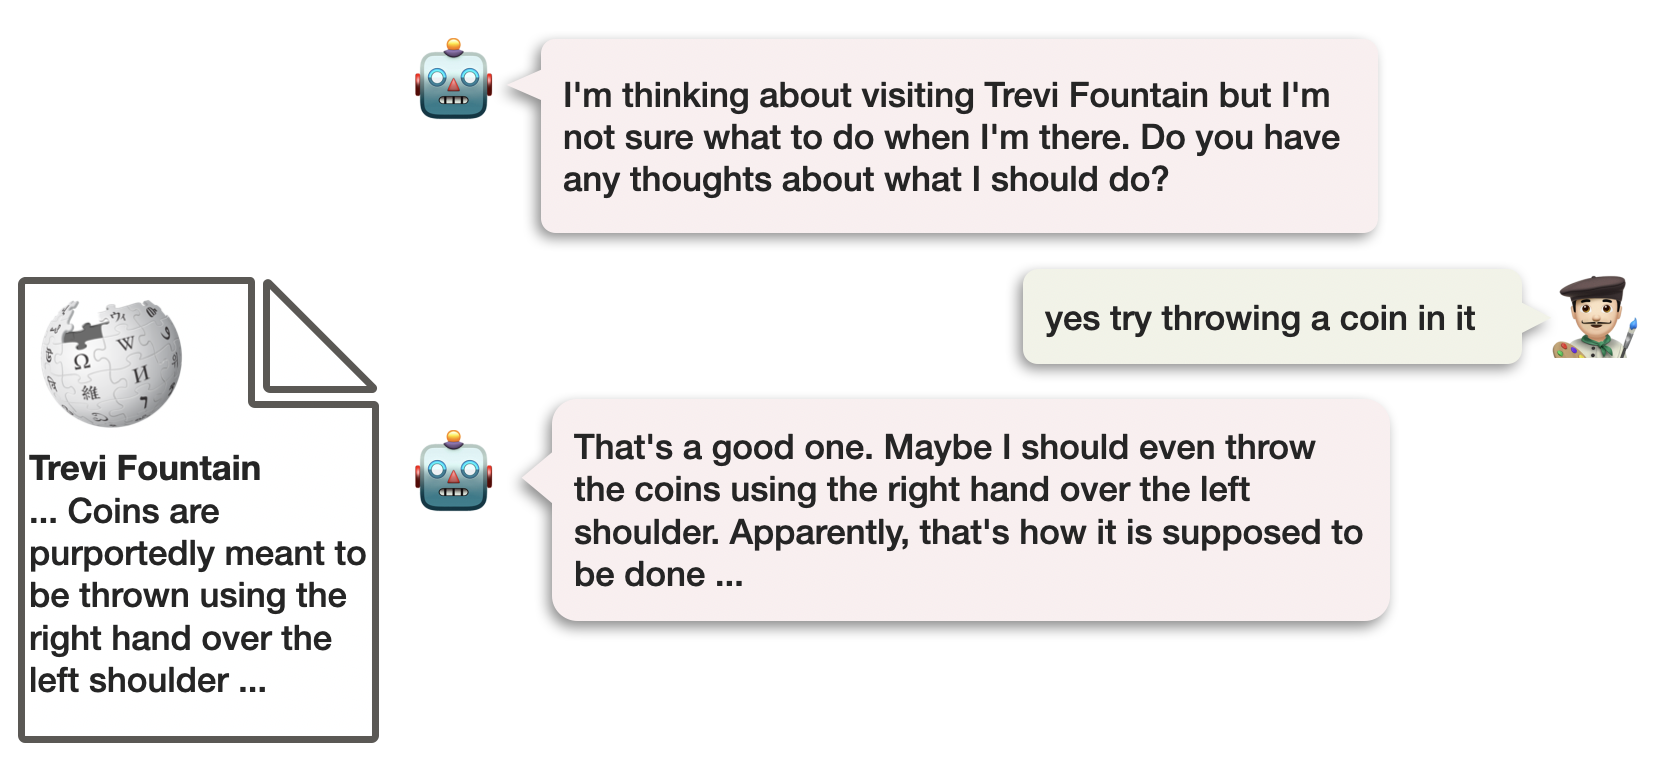 I'm thinking about visiting Trevi Fountain but I'm
not sure what to do when I'm there. Do you have
any thoughts about what I should do?
yes try throwing a coin in it
That's a good one. Maybe I should even throw
the coins using the right hand over the left
shoulder. Apparently, that's how it is supposed to
be done ...
Ω W
維 И
Trevi Fountain
... Coins are
purportedly meant to
be thrown using the
right hand over the
left shoulder ...